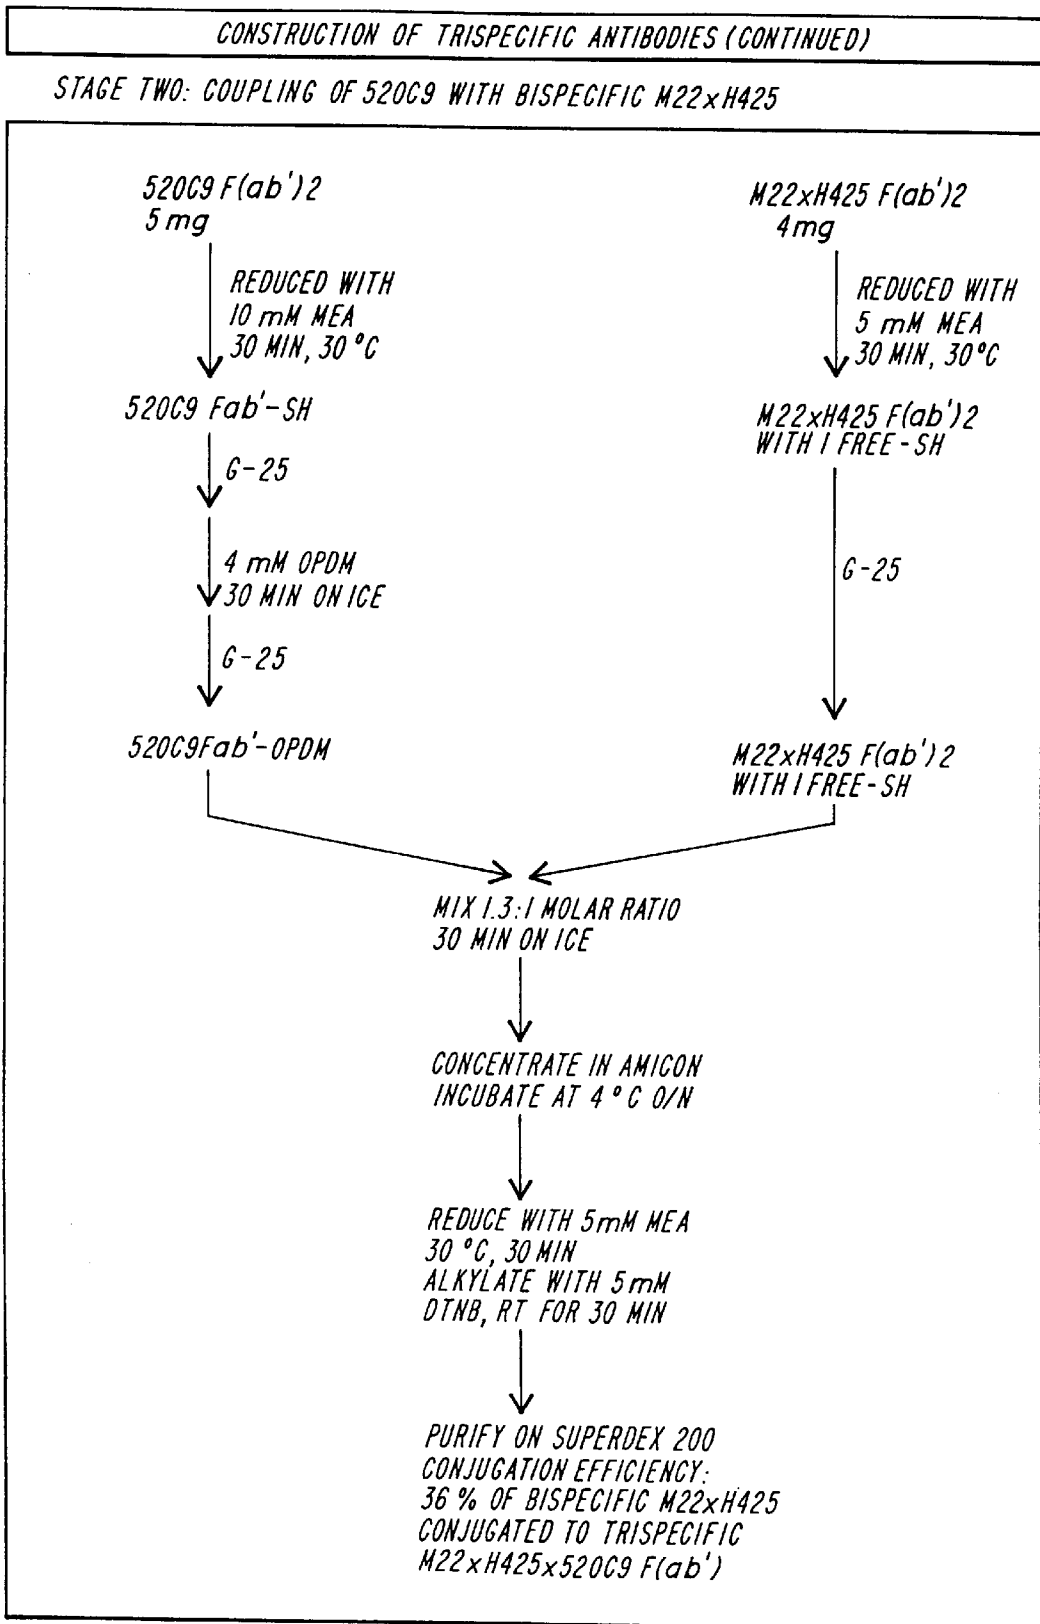 CONSTRUCTION OF TRISPECIFIC ANTIBODIES (CONTINUED)
STAGE TWO: COUPLING OF 520C9 WITH BISPECIFIC M22xH425
520C9 F(ab')2
5 mg
REDUCED WITH
10 mM MEA
30 MIN, 30°C
520C9 Fab'-SH
G-25
4 mM OPDM
30 MIN ON ICE
G-25
520C9Fab'-OPDM
M22xH425 F(ab')2
4mg
REDUCED WITH
5 mM MEA
30 MIN, 30°C
M22xH425 F(ab')2
WITH 1 FREE-SH
G-25
M22xH425 F(ab')2
WITH 1 FREE-SH
MIX 1.3:1 MOLAR RATIO
30 MIN ON ICE
CONCENTRATE IN AMICON
INCUBATE AT 4°C O/N
REDUCE WITH 5mM MEA
30 °C, 30 MIN
ALKYLATE WITH 5 mM
DTNB, RT FOR 30 MIN
PURIFY ON SUPERDEX 200
CONJUGATION EFFICIENCY:
36 % OF BISPECIFIC M22xH425
CONJUGATED TO TRISPECIFIC
M22xH425x520C9 F(ab')